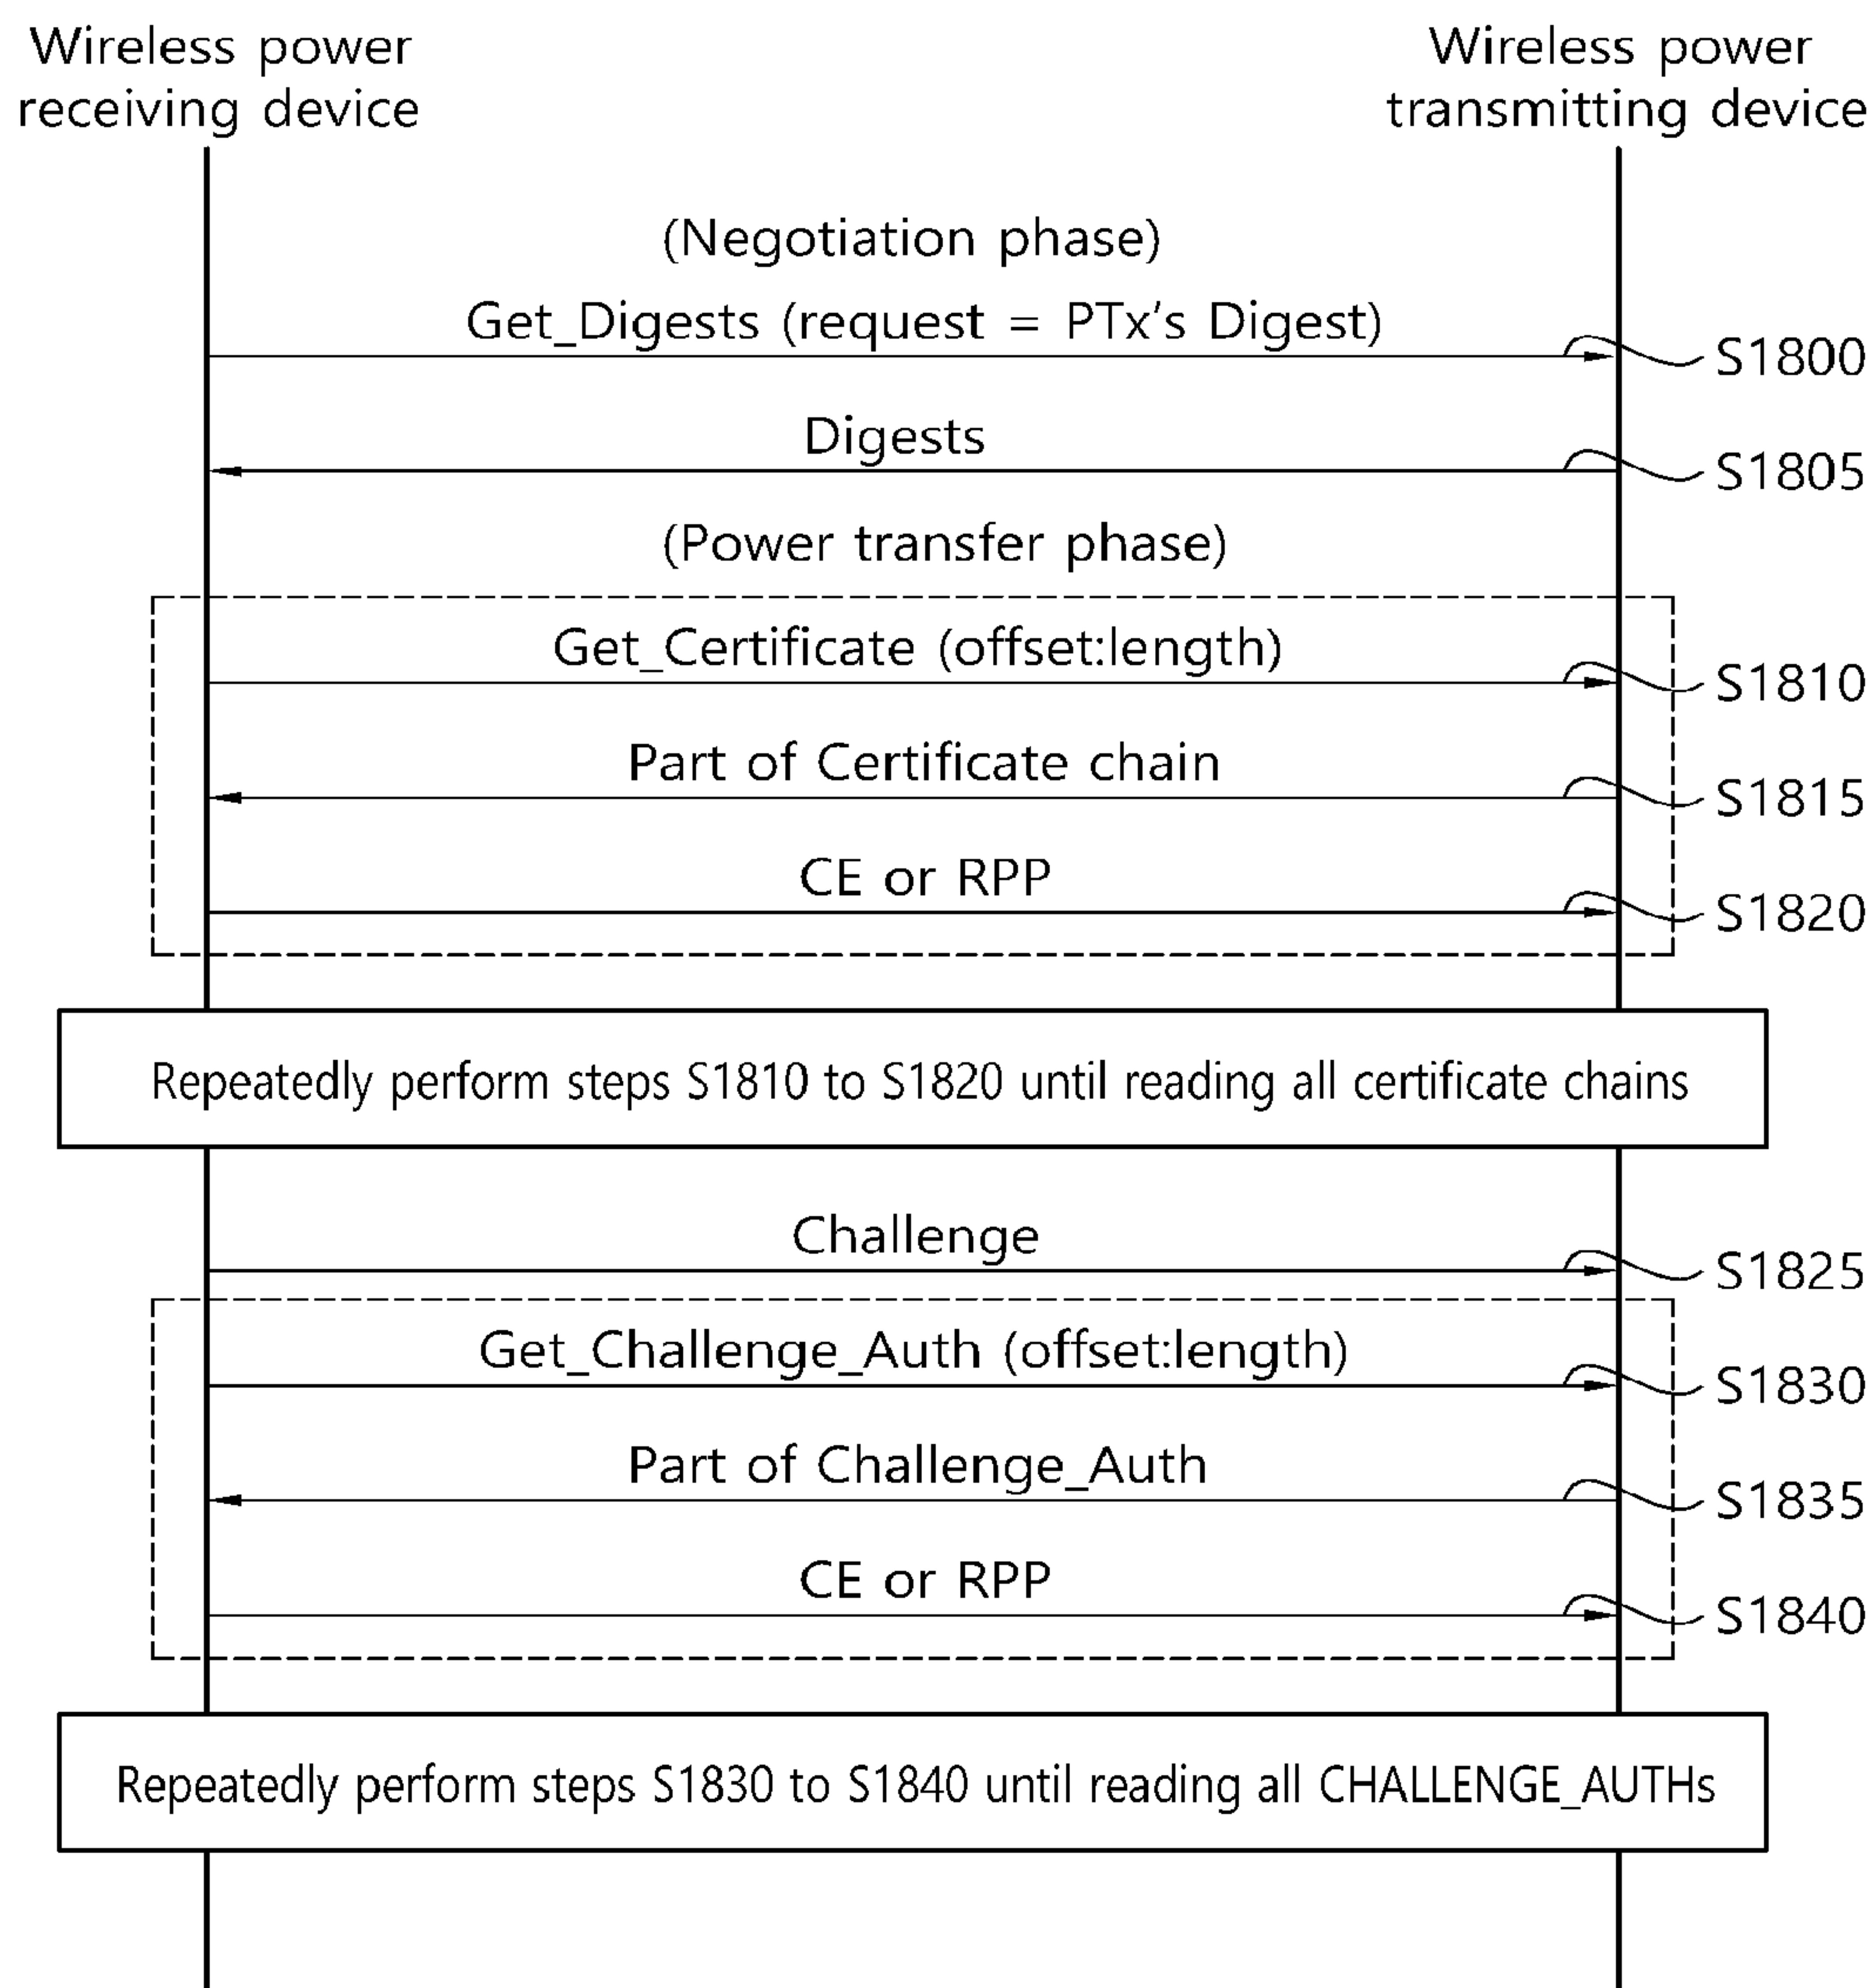 Wireless power
receiving device
Wireless power
transmitting device
(Negotiation phase)
Get_Digests (request = PTx's Digest)
S1800
Digests
S1805
(Power transfer phase)
Get_Certificate (offset:length)
S1810
Part of Certificate chain
S1815
CE or RPP
S1820
Repeatedly perform steps S1810 to S1820 until reading all certificate chains
Challenge
S1825
Get_Challenge_Auth (offset:length)
S1830
Part of Challenge_Auth
S1835
CE or RPP
S1840
Repeatedly perform steps S1830 to S1840 until reading all CHALLENGE_AUTHs